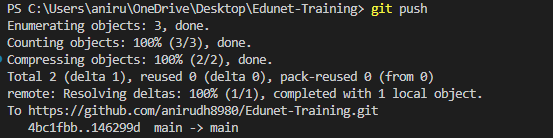 PS C:\Users\aniru\OneDrive\Desktop\Edunet-Training> git push
Enumerating objects: 3, done.
Counting objects: 100% (3/3), done.
Compressing objects: 100% (2/2), done.
Total 2 (delta 1), reused 0 (delta 0), pack-reused 0 (from 0)
remote: Resolving deltas: 100% (1/1), completed with 1 local object.
To https://github.com/anirudh8980/Edunet-Training.git
   4bc1fbb..146299d  main -> main